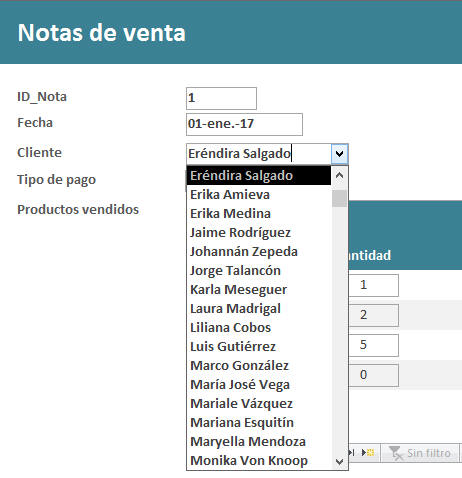 Notas de venta
ID_Nota 1
Fecha 01-ene.-17
Cliente Eréndira Salgado
Tipo de pago
Productos vendidos
Eréndira Salgado
Erika Amieva
Erika Medina
Jaime Rodríguez
Johannán Zepeda
Jorge Talancón
Karla Meseguer
Laura Madrigal
Liliana Cobos
Luis Gutiérrez
Marco González
María José Vega
Mariale Vázquez
Mariana Esquitín
Maryella Mendoza
Monika Von Knoop
antidad
1
2
5
0
Sin filtro